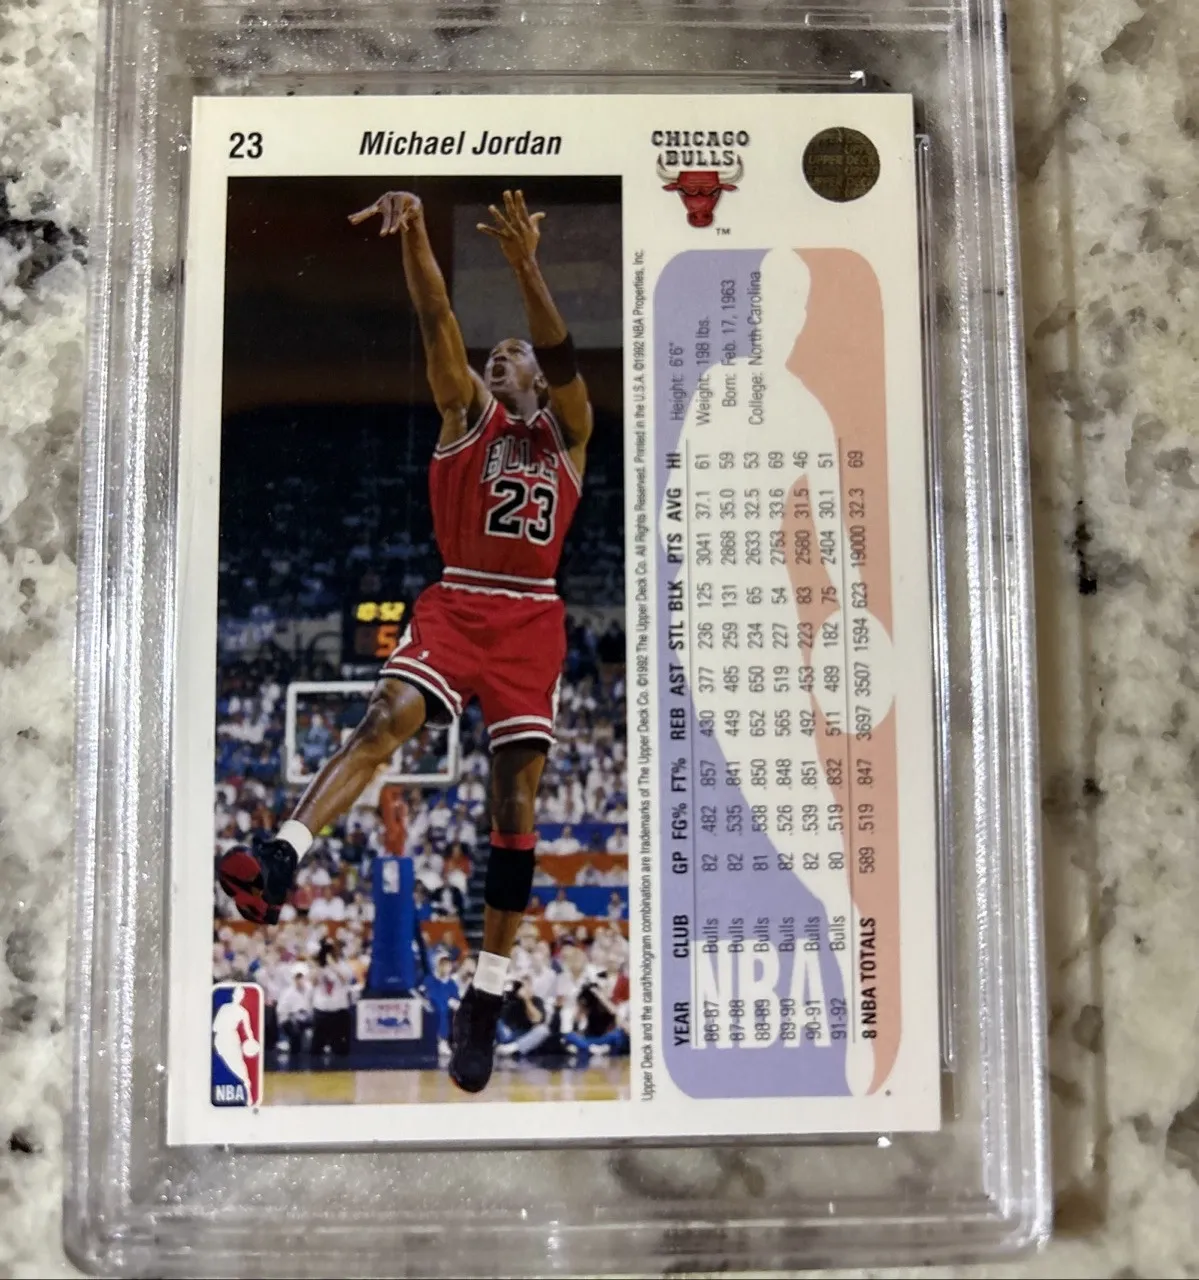 23
Michael Jordan
CHICAGO
BULLS
TM
UPPER DECK
BULLS
23
10:52
5
NBA
Upper Deck and the card/hologram combination are trademarks of The Upper Deck Co. ©1992 The Upper Deck Co. All Rights Reserved. Printed in the U.S.A. ©1992 NBA Properties, Inc.
Height: 6'6"
Weight: 198 lbs.
Born: Feb. 17, 1963
College: North Carolina
YEAR CLUB GP FG% FT% REB AST STL BLK PTS AVG HI
86-87 Bulls 82 .482 .857 430 377 236 125 3041 37.1 61
87-88 Bulls 82 .535 .841 449 485 259 131 2868 35.0 59
88-89 Bulls 81 .538 .850 652 650 234 65 2633 32.5 53
89-90 Bulls 82 .526 .848 565 519 227 54 2753 33.6 69
90-91 Bulls 82 .539 .851 492 453 223 83 2580 31.5 46
91-92 Bulls 80 .519 .832 511 489 182 75 2404 30.1 51
8 NBA TOTALS 589 .519 .847 3697 3507 1594 623 19000 32.3 69
NBA